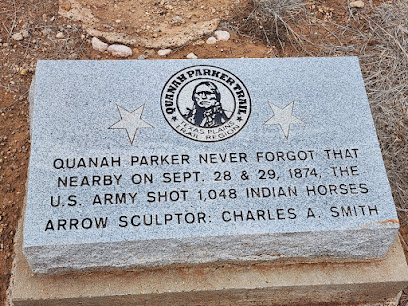 QUANAH PARKER TRAIL
TEXAS PLAINS
TRAIL REGION
QUANAH PARKER NEVER FORGOT THAT
NEARBY ON SEPT. 28 & 29, 1874, THE
U.S. ARMY SHOT 1,048 INDIAN HORSES
ARROW SCULPTOR: CHARLES A. SMITH